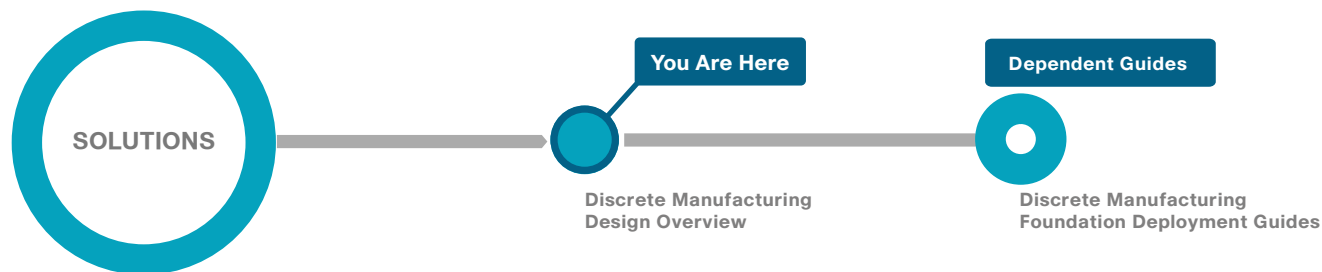 SOLUTIONS
You Are Here
Discrete Manufacturing
Design Overview
Dependent Guides
Discrete Manufacturing
Foundation Deployment Guides